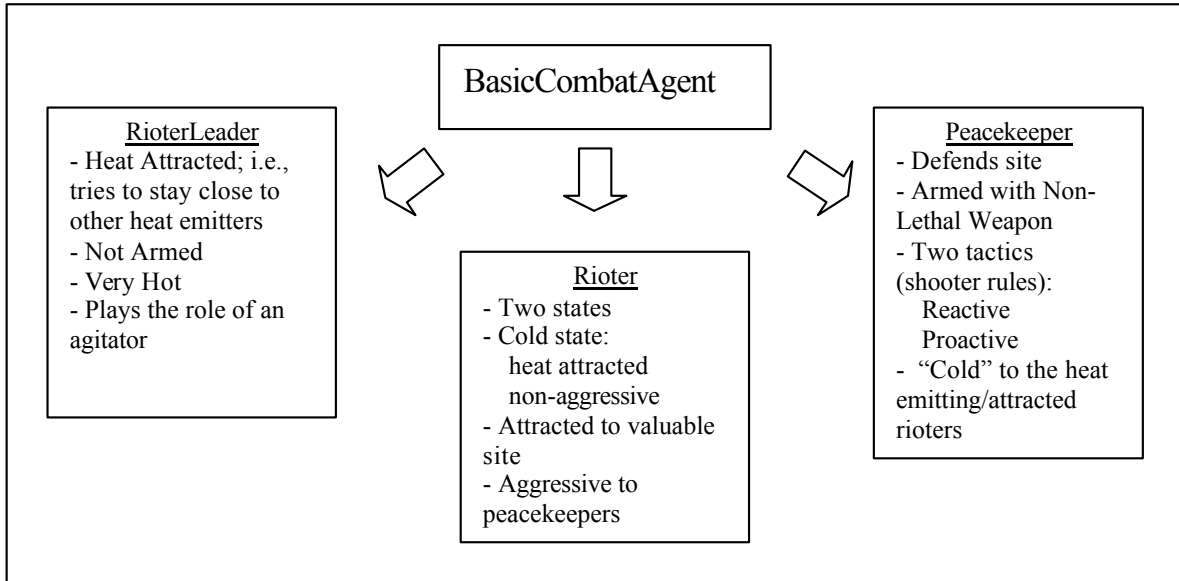 BasicCombatAgent
RioterLeader
- Heat Attracted; i.e.,
tries to stay close to
other heat emitters
- Not Armed
- Very Hot
- Plays the role of an
agitator
Rioter
- Two states
- Cold state:
heat attracted
non-aggressive
- Attracted to valuable
site
- Aggressive to
peacekeepers
Peacekeeper
- Defends site
- Armed with Non-
Lethal Weapon
- Two tactics
(shooter rules):
Reactive
Proactive
- “Cold” to the heat
emitting/attracted
rioters